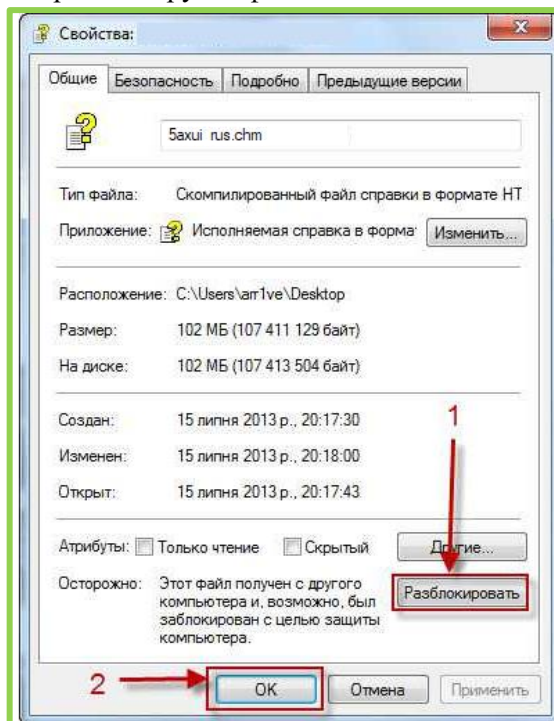 Свойства:
Общие Безопасность Подробно Предыдущие версии
5axui rus.chm
Тип файла: Скомпилированный файл справки в формате HT
Приложение: Исполняемая справка в форма Изменить...
Расположение: C:\Users\arr1ve\Desktop
Размер: 102 МБ (107 411 129 байт)
На диске: 102 МБ (107 413 504 байт)
Создан: 15 липня 2013 р., 20:17:30
1
Изменен: 15 липня 2013 р., 20:18:00
Открыт: 15 липня 2013 р., 20:17:43
Атрибуты: Только чтение Скрытый Другие...
Осторожно: Этот файл получен с другого
компьютера и, возможно, был
заблокирован с целью защиты
компьютера.
Разблокировать
2
OK Отмена Применить